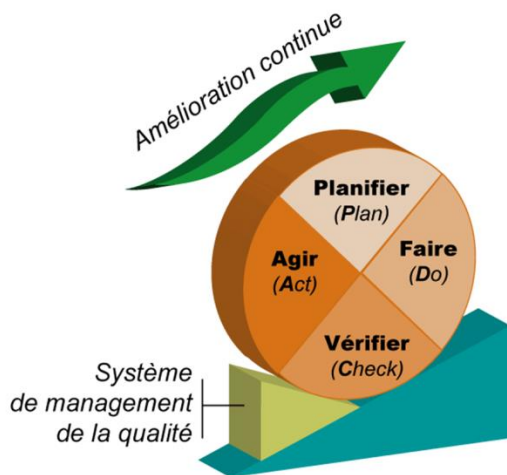 Amélioration continue
Planifier
(Plan)
Faire
(Do)
Agir
(Act)
Vérifier
(Check)
Système
de management
de la qualité